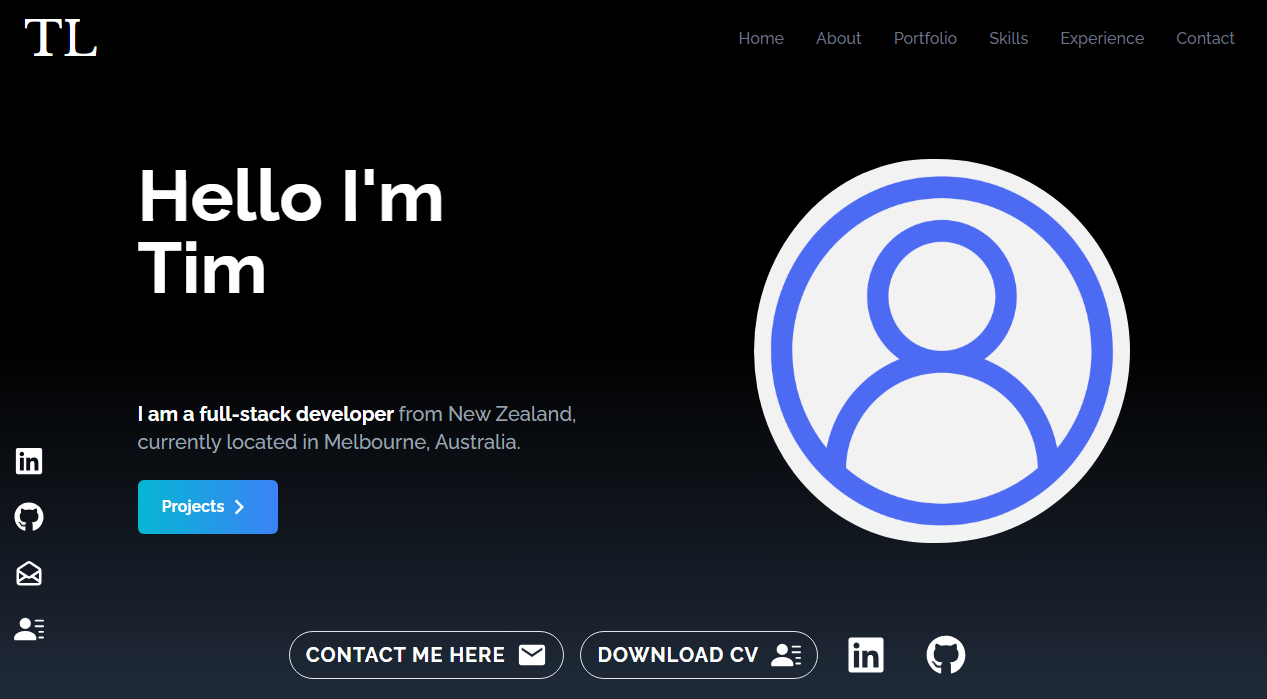 TL
Home About Portfolio Skills Experience Contact
Hello I'm
Tim
I am a full-stack developer from New Zealand,
currently located in Melbourne, Australia.
Projects
CONTACT ME HERE
DOWNLOAD CV